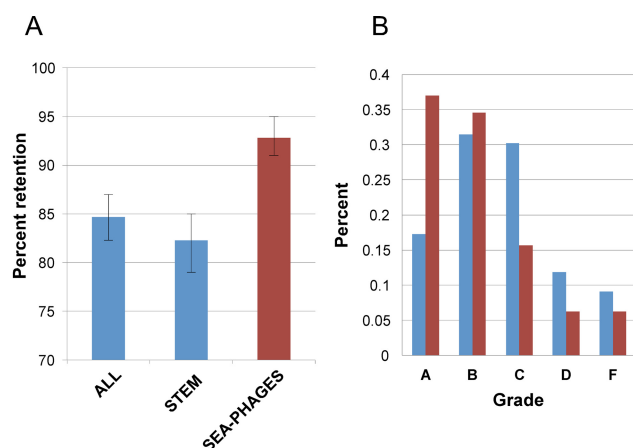 A
Percent retention
100
95
90
85
80
75
70
ALL
STEM
SEA-PHAGES
B
Percent
0.4
0.35
0.3
0.25
0.2
0.15
0.1
0.05
0
A
B
C
D
F
Grade